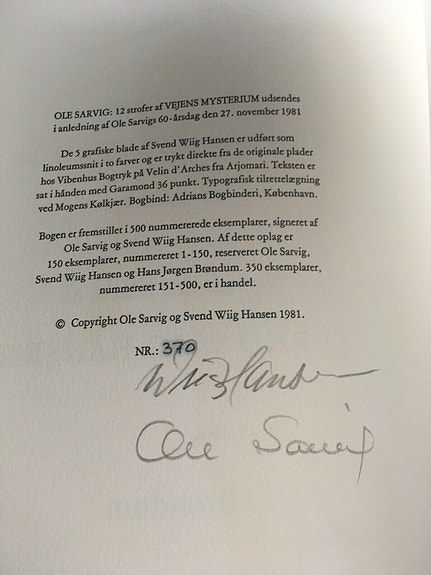 OLE SARVIG: 12 strofer af VEJENS MYSTERIUM udsendes
i anledning af Ole Sarvigs 60-årsdag den 27. november 1981
De 5 grafiske blade af Svend Wiig Hansen er udført som
linoleumssnit i to farver og er trykt direkte fra de originale plader
hos Vibenhus Bogtryk på Velin d'Arches fra Arjomari. Teksten er
sat i hånden med Garamond 36 punkt. Typografisk tilrettelægning
ved Mogens Kølkjær. Bogbind: Adrians Bogbinderi, København.
Bogen er fremstillet i 500 nummererede eksemplarer, signeret af
Ole Sarvig og Svend Wiig Hansen. Af dette oplag er
150 eksemplarer, nummereret 1-150, reserveret Ole Sarvig,
Svend Wiig Hansen og Hans Jørgen Brøndum. 350 eksemplarer,
nummereret 151-500, er i handel.
© Copyright Ole Sarvig og Svend Wiig Hansen 1981.
NR.: 370
Wiig Hansen
Ole Sarvig